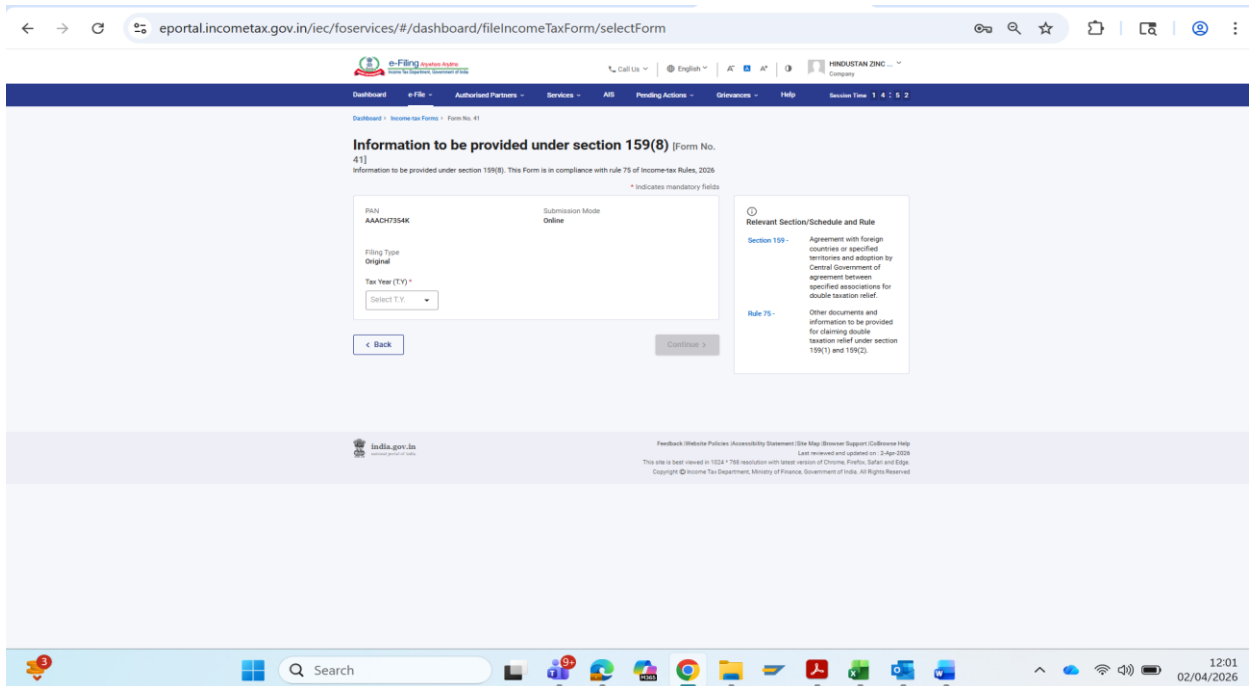 eportal.incometax.gov.in/iec/foservices/#/dashboard/fileIncomeTaxForm/selectForm
e-Filing Anywhere Anytime
Income Tax Department, Government of India
Call Us
English
A-
A
A+
HINDUSTAN ZINC ...
Company
Dashboard e-File Authorised Partners Services AIS Pending Actions Grievances Help Session Time 1 4 : 5 2
Dashboard > Income-tax Forms > Form No. 41
Information to be provided under section 159(8) [Form No.
41]
Information to be provided under section 159(8). This Form is in compliance with rule 75 of Income-tax Rules, 2026
* Indicates mandatory fields
PAN
AAACH7354K
Submission Mode
Online
Filing Type
Original
Tax Year (T.Y) *
Select T.Y.
< Back
Continue >
Relevant Section/Schedule and Rule
Section 159 -
Agreement with foreign
countries or specified
territories and adoption by
Central Government of
agreement between
specified associations for
double taxation relief.
Rule 75 -
Other documents and
information to be provided
for claiming double
taxation relief under section
159(1) and 159(2).
india.gov.in
national portal of india
Feedback |Website Policies |Accessibility Statement |Site Map |Browser Support |CoBrowse Help
Last reviewed and updated on : 2-Apr-2026
This site is best viewed in 1024 * 768 resolution with latest version of Chrome, Firefox, Safari and Edge.
Copyright © Income Tax Department, Ministry of Finance, Government of India. All Rights Reserved
3
Search
9+
M365
12:01
02/04/2026